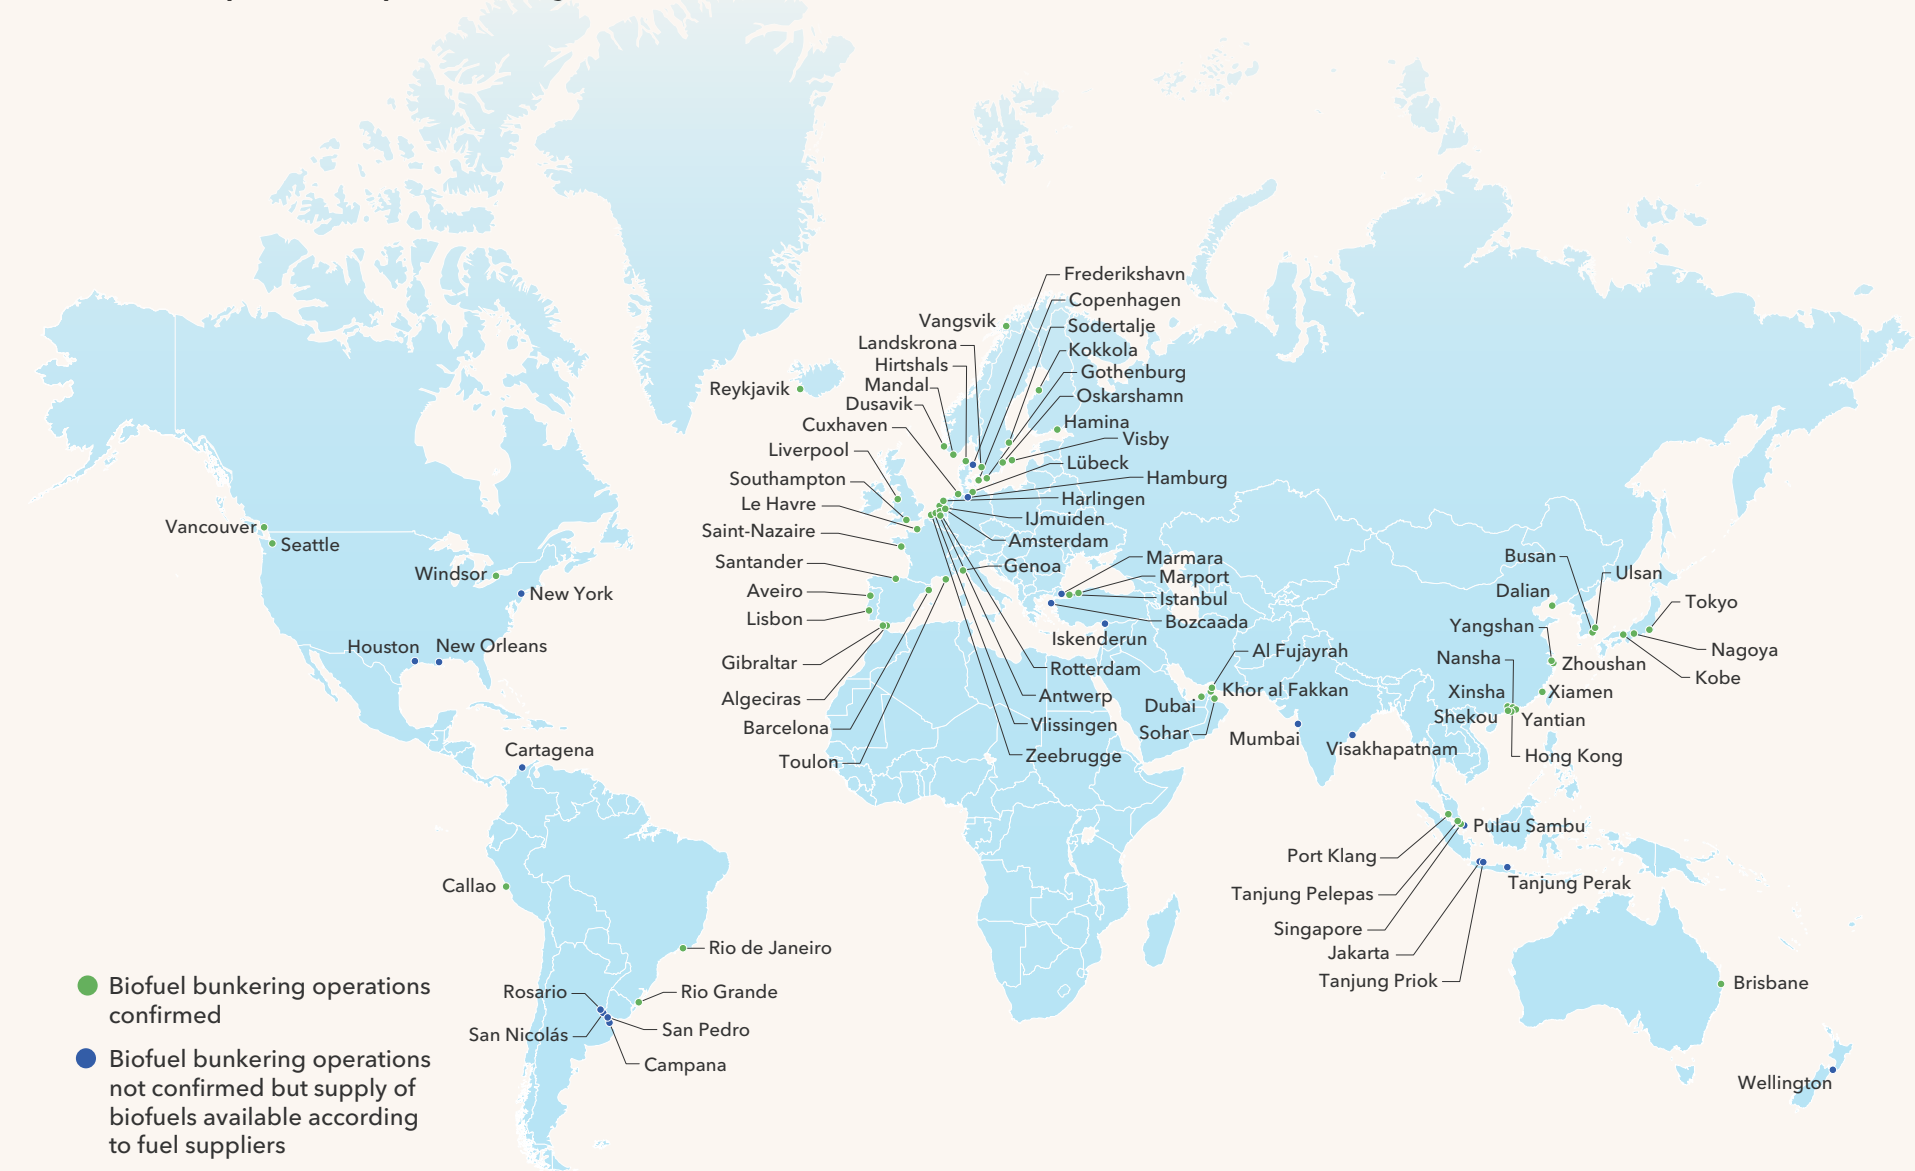 Frederikshavn
Copenhagen
Vangsvik
Sodertalje
Landskrona
Kokkola
Hirtshals
Gothenburg
Mandal
Reykjavik
Oskarshamn
Dusavik
Hamina
Cuxhaven
Visby
Liverpool
Lübeck
Southampton
Hamburg
Harlingen
Le Havre
IJmuiden
Vancouver
Saint-Nazaire
Amsterdam
Seattle
Marmara
Busan
Santander
Genoa
Ulsan
Windsor
Marport
New York
Aveiro
Istanbul
Dalian
Tokyo
Lisbon
Bozcaada
Yangshan
Iskenderun
Houston
New Orleans
Al Fujayrah
Nagoya
Gibraltar
Rotterdam
Nansha
Zhoushan
Kobe
Algeciras
Antwerp
Khor al Fakkan
Xinsha
Xiamen
Dubai
Shekou
Yantian
Barcelona
Vlissingen
Sohar
Mumbai
Cartagena
Visakhapatnam
Toulon
Zeebrugge
Hong Kong
Pulau Sambu
Port Klang
Callao
Tanjung Perak
Tanjung Pelepas
Singapore
Rio de Janeiro
Jakarta
Tanjung Priok
Brisbane
Rosario
Rio Grande
San Nicolás
San Pedro
Campana
Wellington
Biofuel bunkering operations
confirmed
Biofuel bunkering operations
not confirmed but supply of
biofuels available according
to fuel suppliers